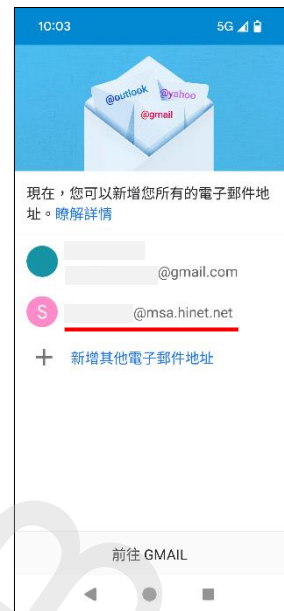 10:03 5G
@outlook @yahoo
@gmail
現在，您可以新增您所有的電子郵件地
址。瞭解詳情
@gmail.com
S @msa.hinet.net
新增其他電子郵件地址
前往 GMAIL